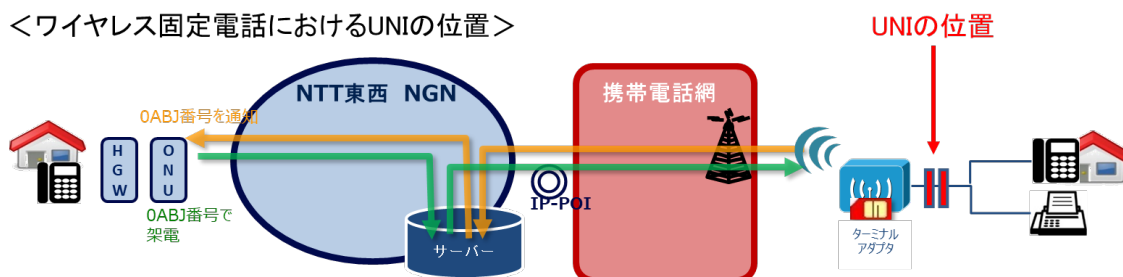 ＜ワイヤレス固定電話におけるUNIの位置＞
UNIの位置
NTT東西 NGN
携帯電話網
0ABJ番号を通知
HGW
ONU
IP-POI
0ABJ番号で
架電
サーバー
ターミナル
アダプタ